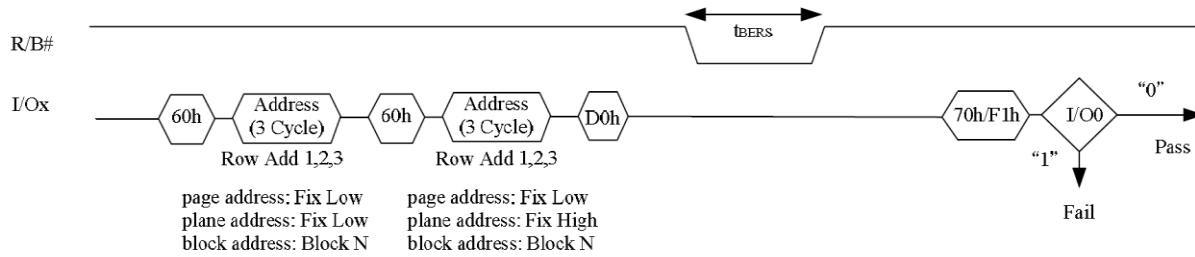 tBERS
R/B#
I/Ox
60h
Address
(3 Cycle)
60h
Address
(3 Cycle)
D0h
70h/F1h
I/O0
“0”
Pass
“1”
Fail
Row Add 1,2,3
Row Add 1,2,3
page address: Fix Low
plane address: Fix Low
block address: Block N
page address: Fix Low
plane address: Fix High
block address: Block N